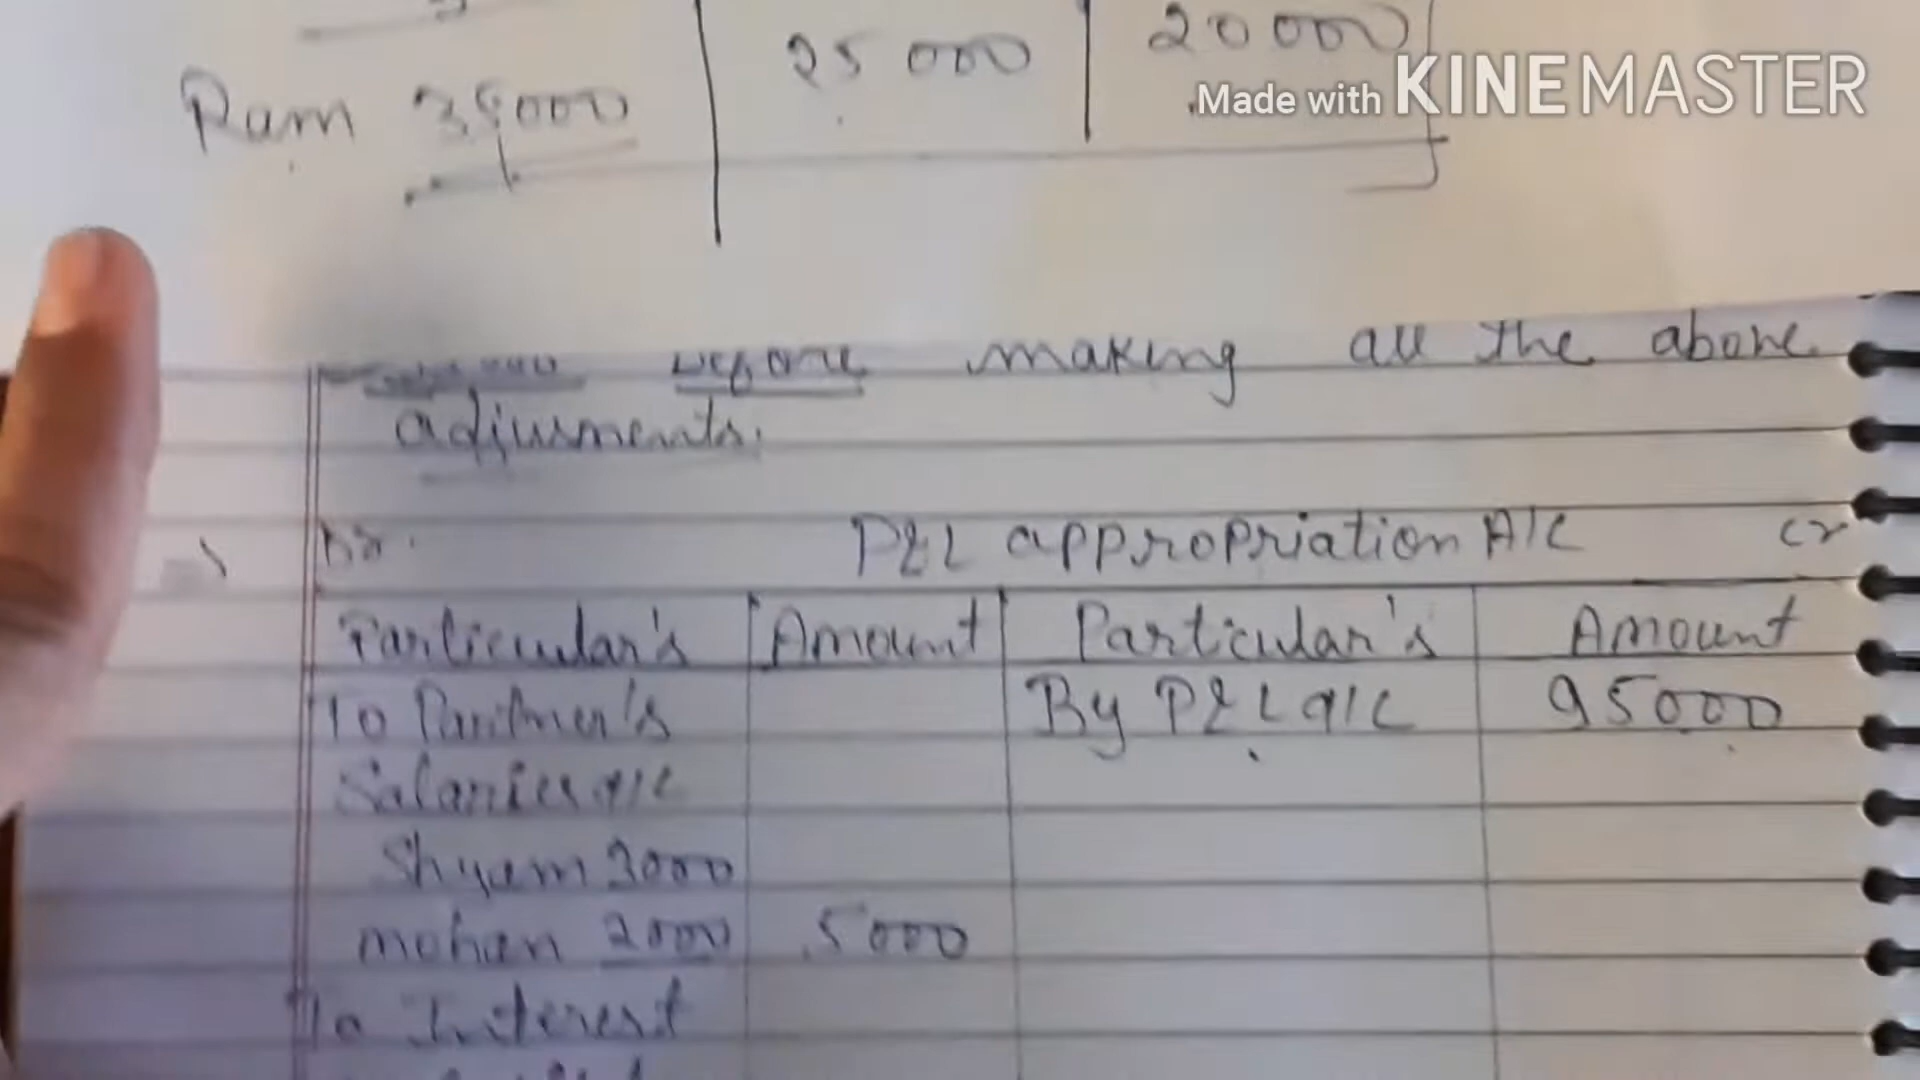 20000
25000
Made with KINEMASTER
Ram 35000
before making all the above
adjusments.
Dr. P&L appropriation A/C Cr
Particular's Amount Particular's Amount
To Partner's By P&L a/c 95000
Salaries a/c
Shyam 3000
mohan 2000 5000
To Interest